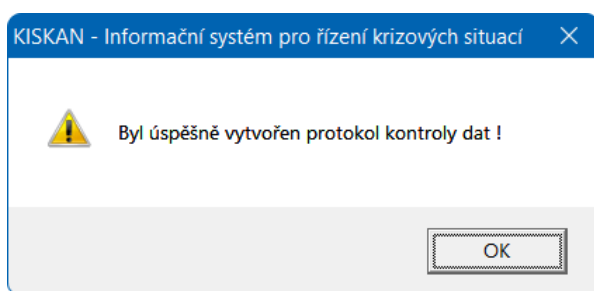 KISKAN - Informační systém pro řízení krizových situací
Byl úspěšně vytvořen protokol kontroly dat !
OK